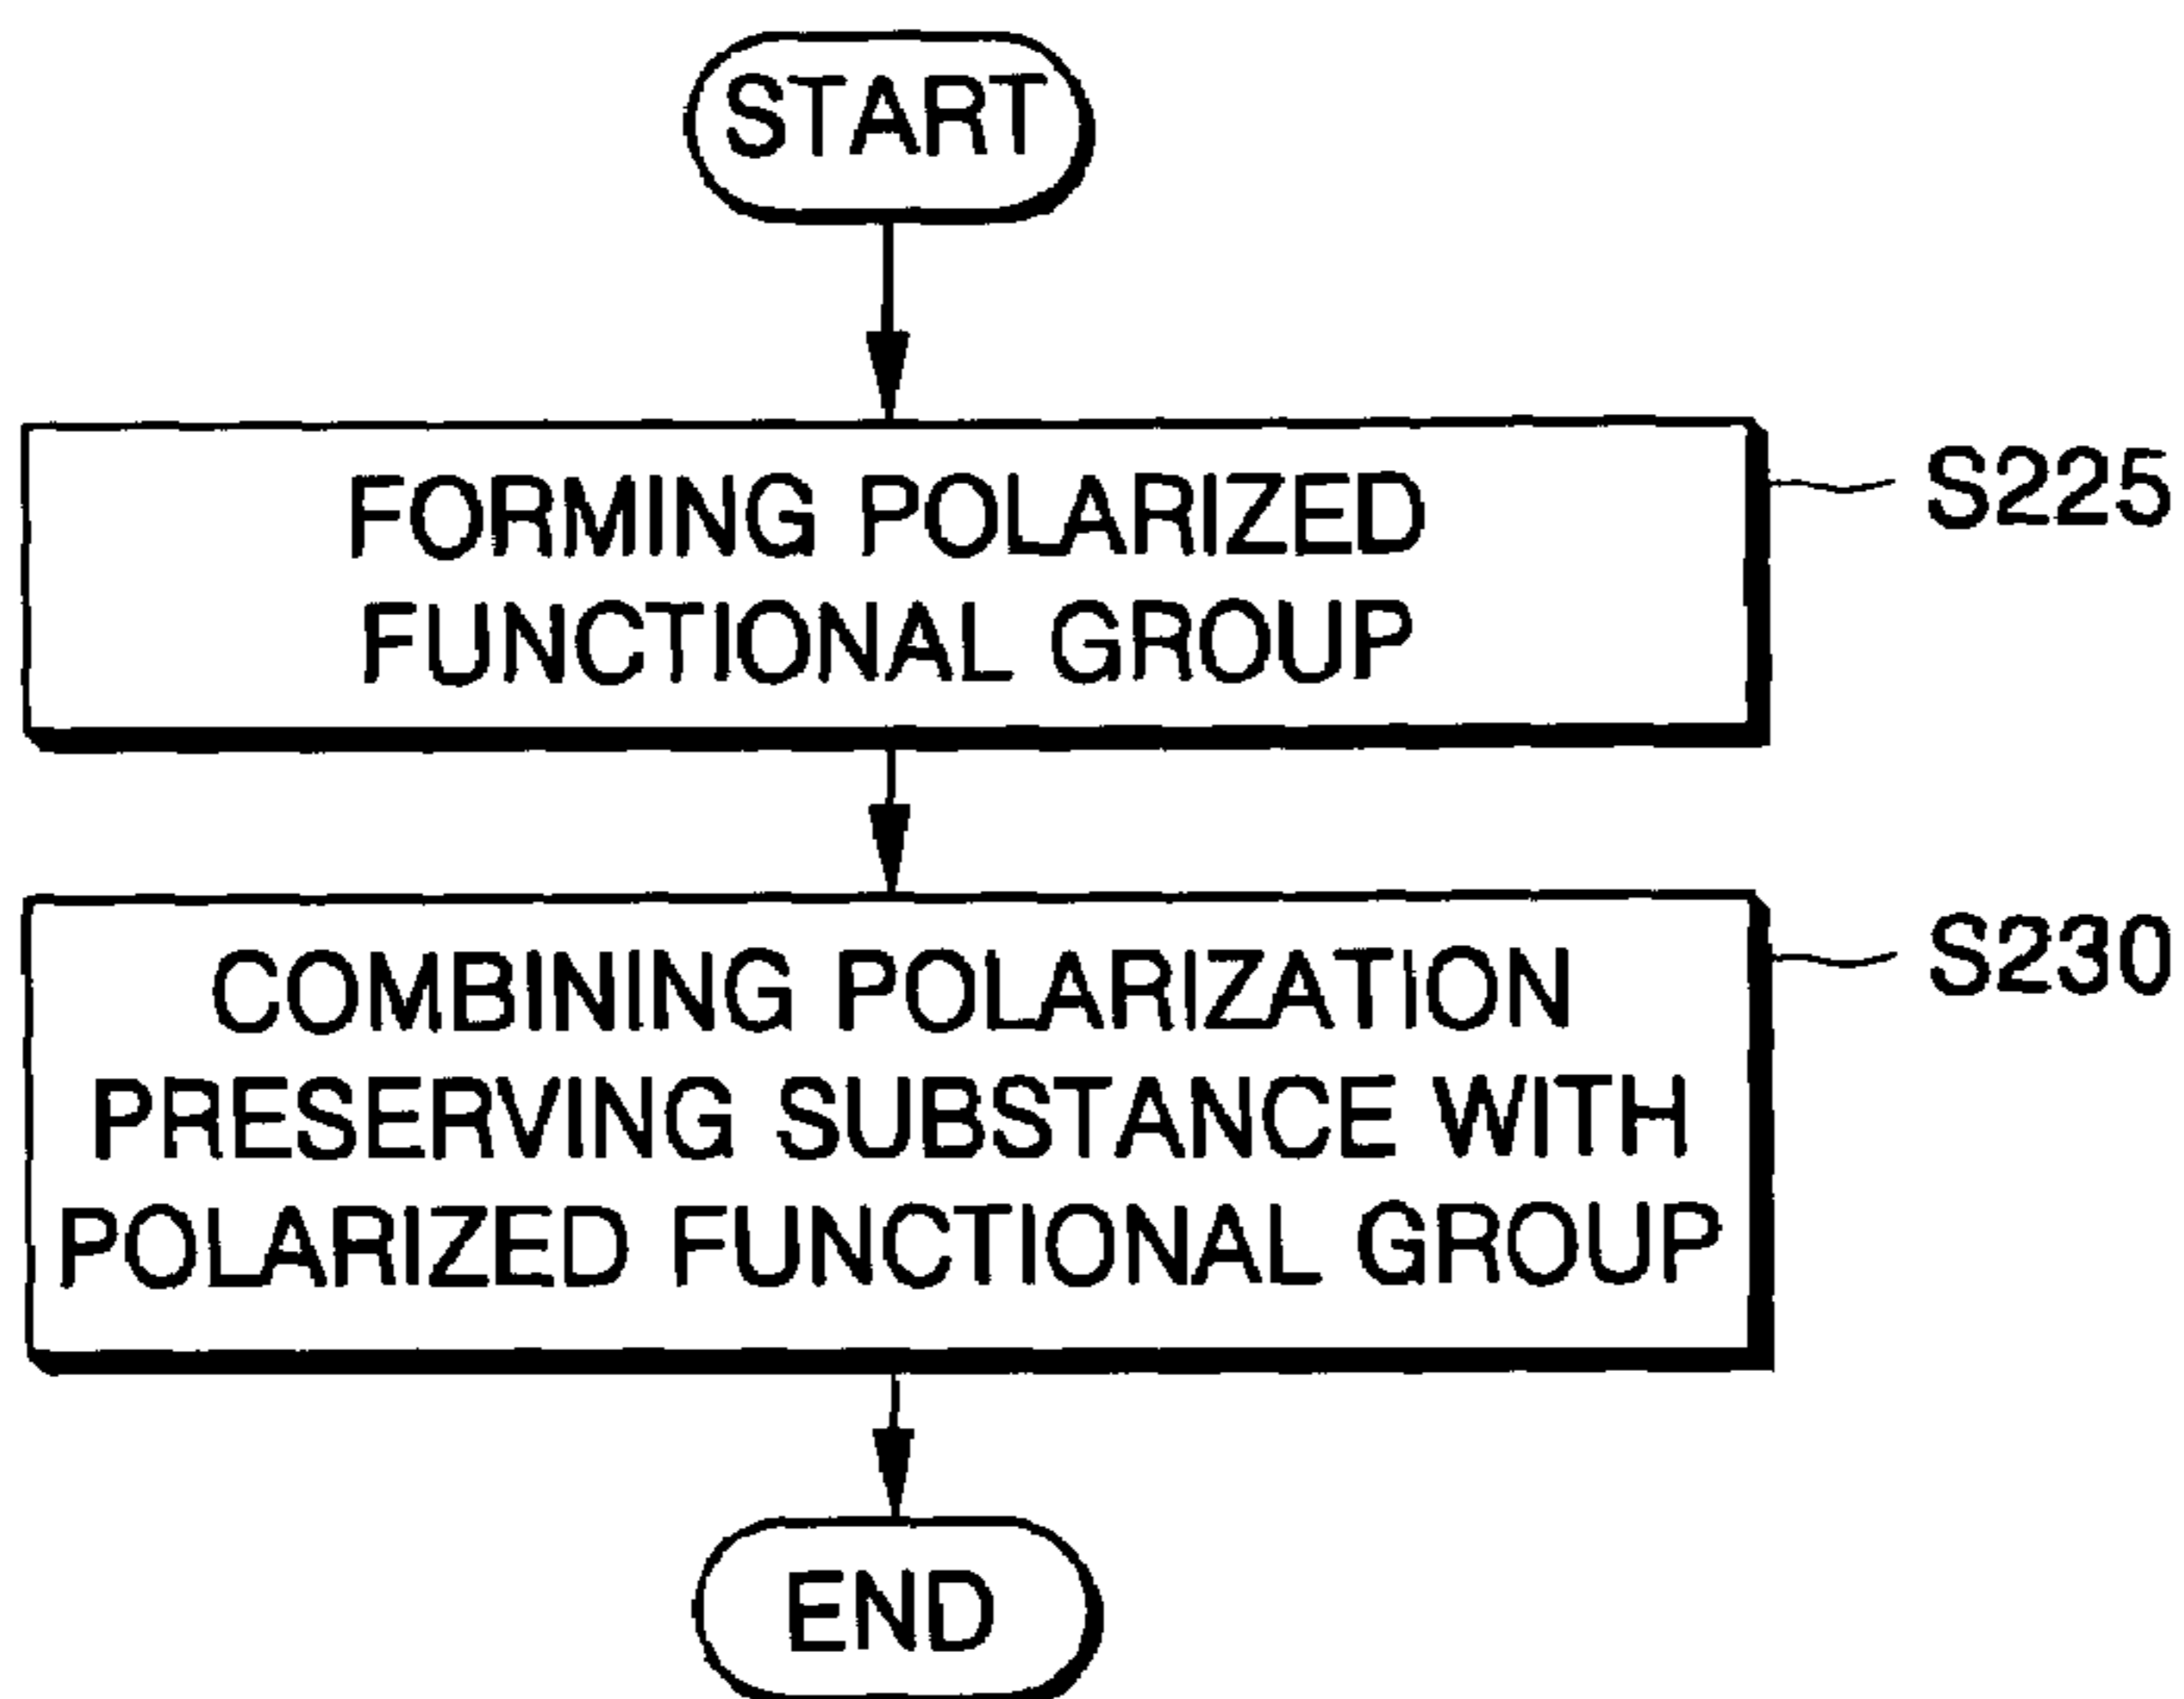 START
FORMING POLARIZED
FUNCTIONAL GROUP
S225
COMBINING POLARIZATION
PRESERVING SUBSTANCE WITH
POLARIZED FUNCTIONAL GROUP
S230
END